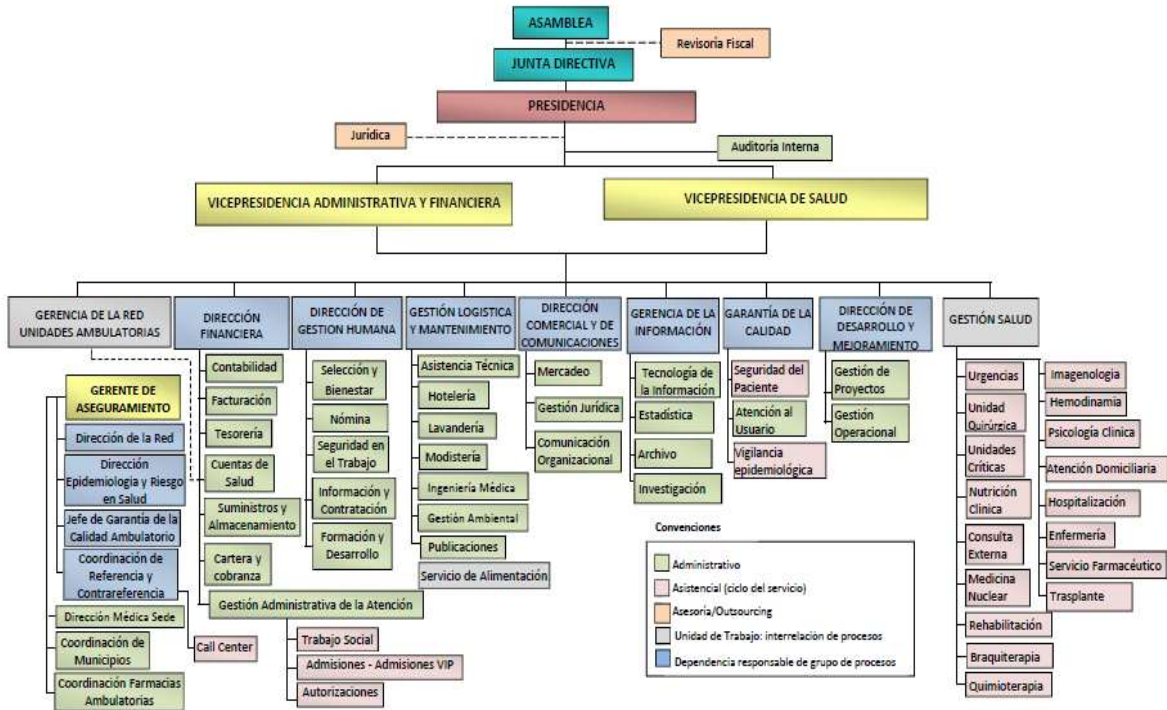 ASAMBLEA
Revisoría Fiscal
JUNTA DIRECTIVA
PRESIDENCIA
Jurídica
Auditoría Interna
VICEPRESIDENCIA ADMINISTRATIVA Y FINANCIERA
VICEPRESIDENCIA DE SALUD
GERENCIA DE LA RED
UNIDADES AMBULATORIAS
DIRECCIÓN
FINANCIERA
DIRECCIÓN DE
GESTION HUMANA
GESTIÓN LOGISTICA
Y MANTENIMIENTO
DIRECCIÓN
COMERCIAL Y DE
COMUNICACIONES
GERENCIA DE LA
INFORMACIÓN
GARANTÍA DE LA
CALIDAD
DIRECCIÓN DE
DESARROLLO Y
MEJORAMIENTO
GESTIÓN SALUD
GERENTE DE
ASEGURAMIENTO
Dirección de la Red
Dirección
Epidemiologia y Riesgo
en Salud
Jefe de Garantía de la
Calidad Ambulatorio
Coordinación de
Referencia y
Contrareferencia
Dirección Médica Sede
Coordinación de
Municipios
Coordinación Farmacias
Ambulatorias
Call Center
Contabilidad
Facturación
Tesorería
Cuentas de
Salud
Suministros y
Almacenamiento
Cartera y
cobranza
Gestión Administrativa de la Atención
Trabajo Social
Admisiones - Admisiones VIP
Autorizaciones
Selección y
Bienestar
Nómina
Seguridad en
el Trabajo
Información y
Contratación
Formación y
Desarrollo
Asistencia Técnica
Hotelería
Lavandería
Modistería
Ingeniería Médica
Gestión Ambiental
Publicaciones
Servicio de Alimentación
Mercadeo
Gestión Jurídica
Comunicación
Organizacional
Tecnología de
la Información
Estadística
Archivo
Investigación
Seguridad del
Paciente
Atención al
Usuario
Vigilancia
epidemiológica
Gestión de
Proyectos
Gestión
Operacional
Urgencias
Unidad
Quirúrgica
Unidades
Críticas
Nutrición
Clinica
Consulta
Externa
Medicina
Nuclear
Rehabilitación
Braquiterapia
Quimioterapia
Imagenologia
Hemodinamia
Psicología Clinica
Atención Domiciliaria
Hospitalización
Enfermería
Servicio Farmacéutico
Trasplante
Convenciones
Administrativo
Asistencial (ciclo del servicio)
Asesoría/Outsourcing
Unidad de Trabajo: interrelación de procesos
Dependencia responsable de grupo de procesos